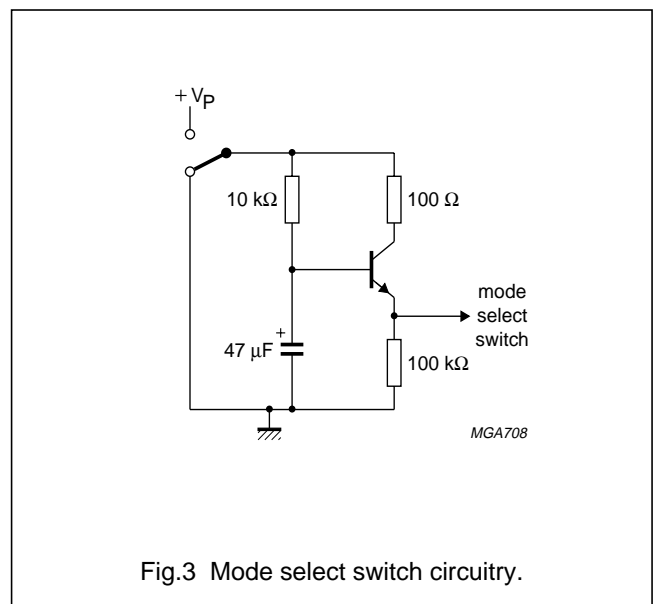 + VP
10 kΩ
100 Ω
mode
select
switch
+
47 µF
100 kΩ
MGA708
Fig.3 Mode select switch circuitry.